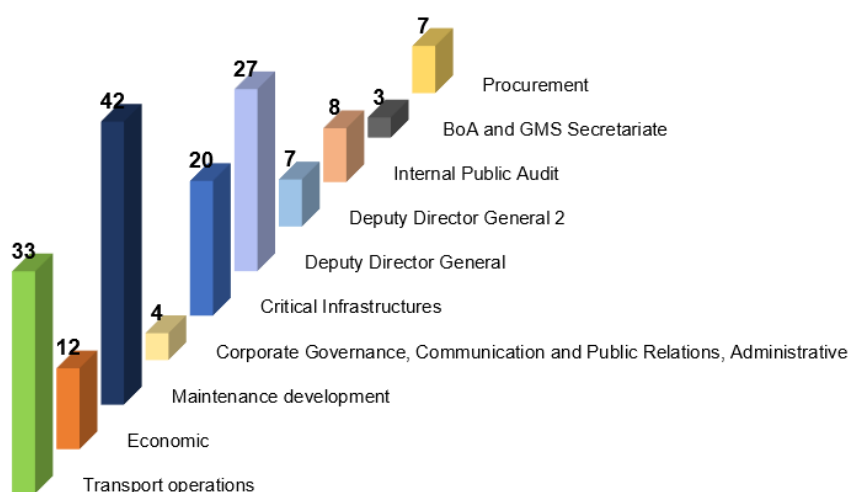 7
3
8
27
7
42
20
4
33
12
Procurement
BoA and GMS Secretariate
Internal Public Audit
Deputy Director General 2
Deputy Director General
Critical Infrastructures
Corporate Governance, Communication and Public Relations, Administrative
Maintenance development
Economic
Transport operations